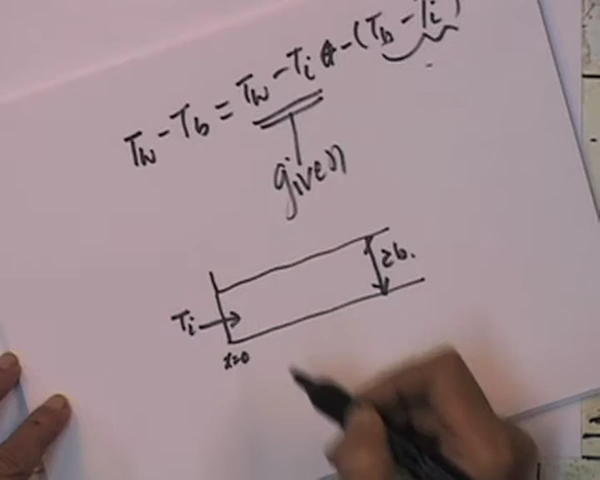 Tw - Tb = Tw - Ti - (Tb - Ti)
given
2b.
Ti
x=0